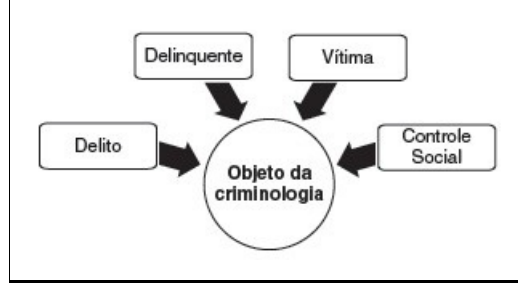 Delinquente
Vítima
Delito
Controle
Social
Objeto da
criminologia